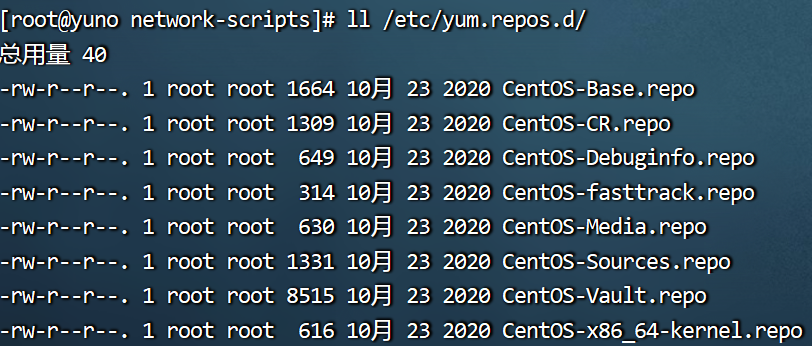 [root@yuno network-scripts]# ll /etc/yum.repos.d/
总用量 40
-rw-r--r--. 1 root root 1664 10月 23 2020 CentOS-Base.repo
-rw-r--r--. 1 root root 1309 10月 23 2020 CentOS-CR.repo
-rw-r--r--. 1 root root  649 10月 23 2020 CentOS-Debuginfo.repo
-rw-r--r--. 1 root root  314 10月 23 2020 CentOS-fasttrack.repo
-rw-r--r--. 1 root root  630 10月 23 2020 CentOS-Media.repo
-rw-r--r--. 1 root root 1331 10月 23 2020 CentOS-Sources.repo
-rw-r--r--. 1 root root 8515 10月 23 2020 CentOS-Vault.repo
-rw-r--r--. 1 root root  616 10月 23 2020 CentOS-x86_64-kernel.repo